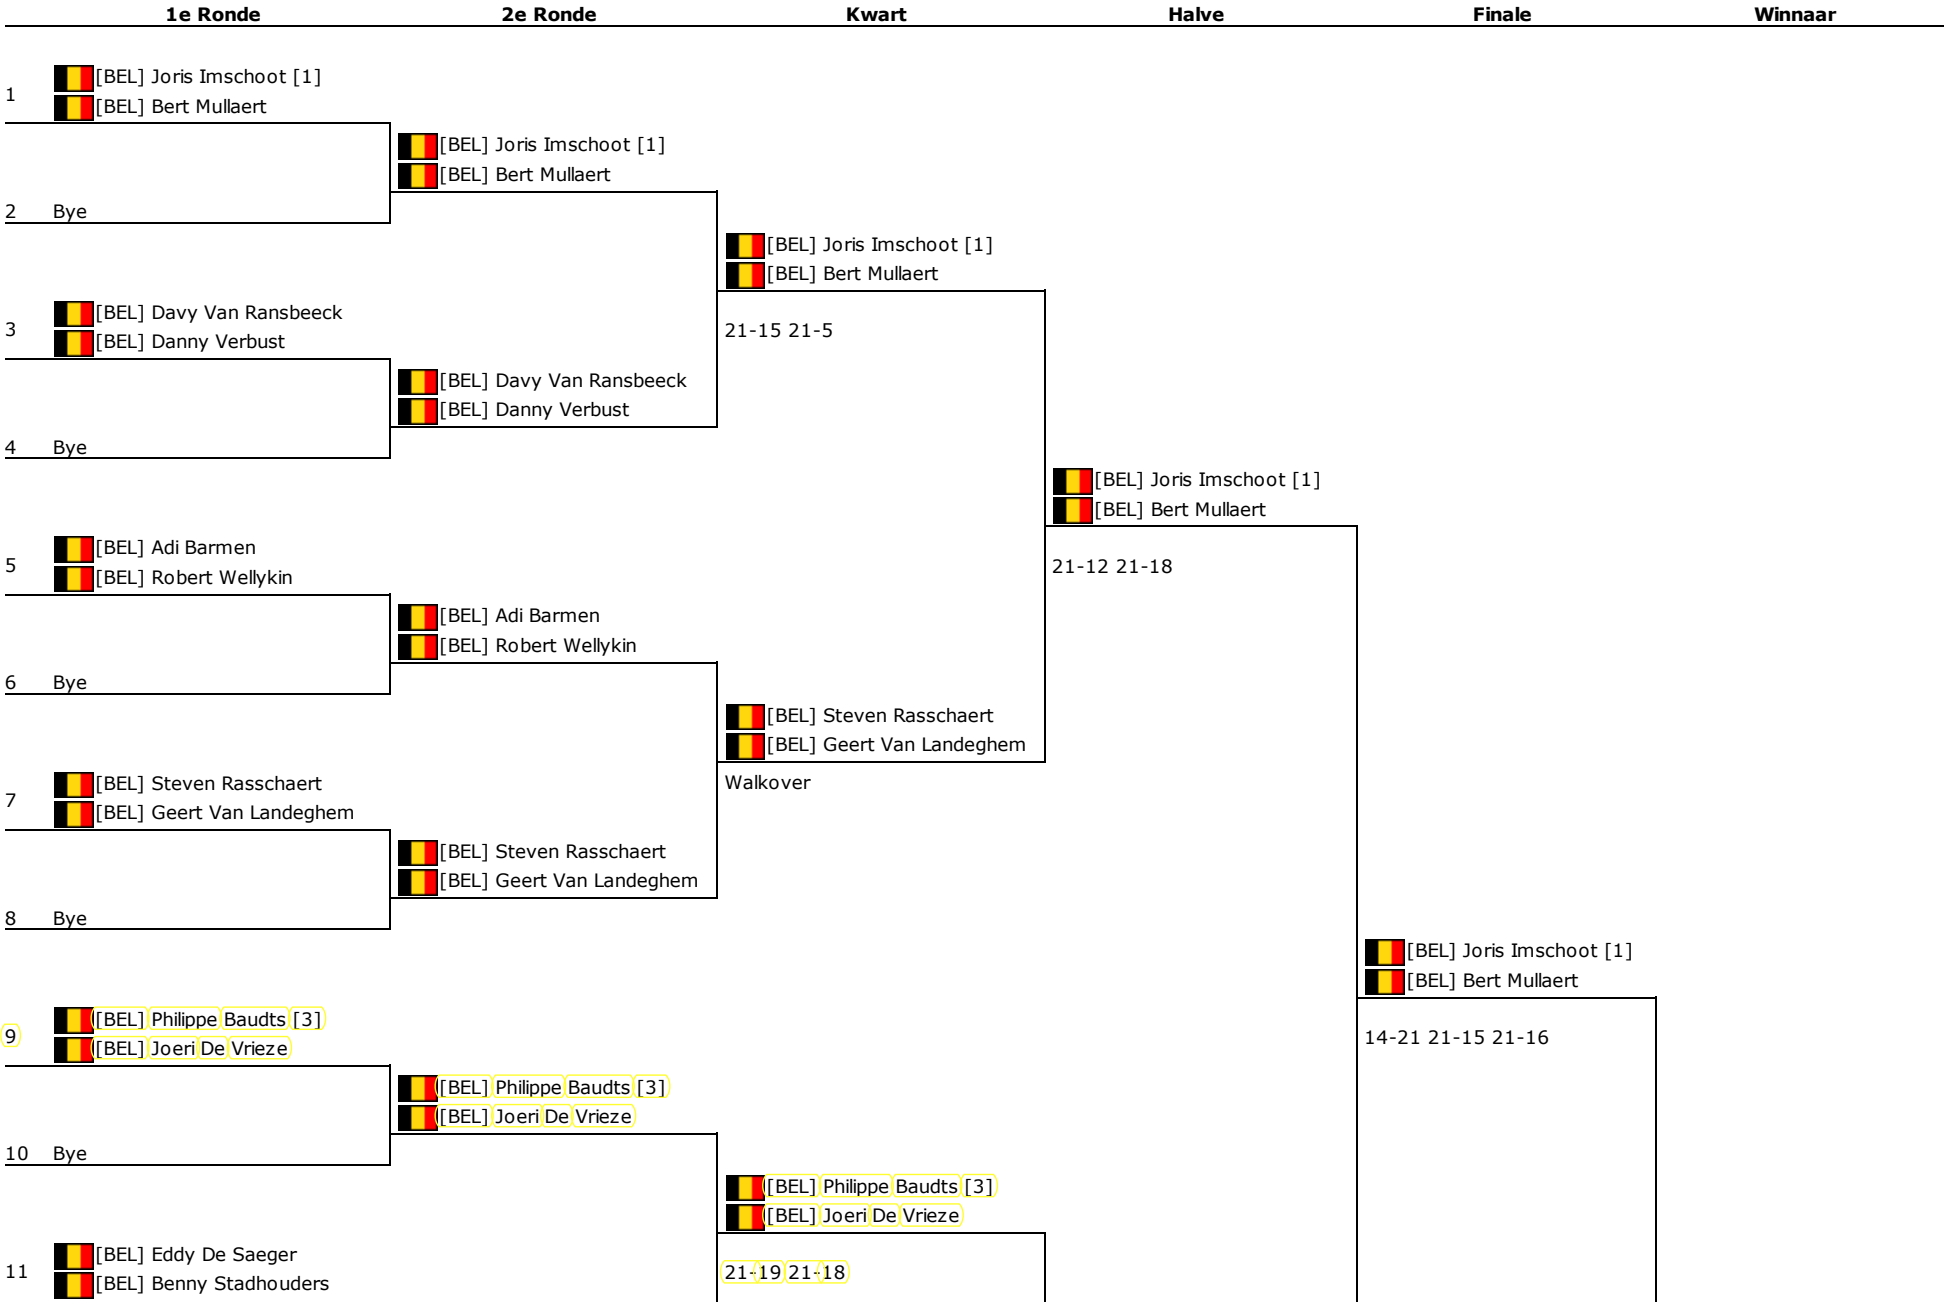 1e Ronde 2e Ronde Kwart Halve Finale Winnaar
[BEL] Joris Imschoot [1]
1
[BEL] Bert Mullaert
[BEL] Joris Imschoot [1]
[BEL] Bert Mullaert
2 Bye
[BEL] Joris Imschoot [1]
[BEL] Bert Mullaert
[BEL] Davy Van Ransbeeck
3
21-15 21-5
[BEL] Danny Verbust
[BEL] Davy Van Ransbeeck
[BEL] Danny Verbust
4 Bye
[BEL] Joris Imschoot [1]
[BEL] Bert Mullaert
[BEL] Adi Barmen
5
21-12 21-18
[BEL] Robert Wellykin
[BEL] Adi Barmen
[BEL] Robert Wellykin
6 Bye
[BEL] Steven Rasschaert
[BEL] Geert Van Landeghem
[BEL] Steven Rasschaert
Walkover
7
[BEL] Geert Van Landeghem
[BEL] Steven Rasschaert
[BEL] Geert Van Landeghem
8 Bye
[BEL] Joris Imschoot [1]
[BEL] Bert Mullaert
[BEL] Philippe Baudts [3]
9
14-21 21-15 21-16
[BEL] Joeri De Vrieze
[BEL] Philippe Baudts [3]
[BEL] Joeri De Vrieze
10 Bye
[BEL] Philippe Baudts [3]
[BEL] Joeri De Vrieze
[BEL] Eddy De Saeger
11
21-19 21-18
[BEL] Benny Stadhouders